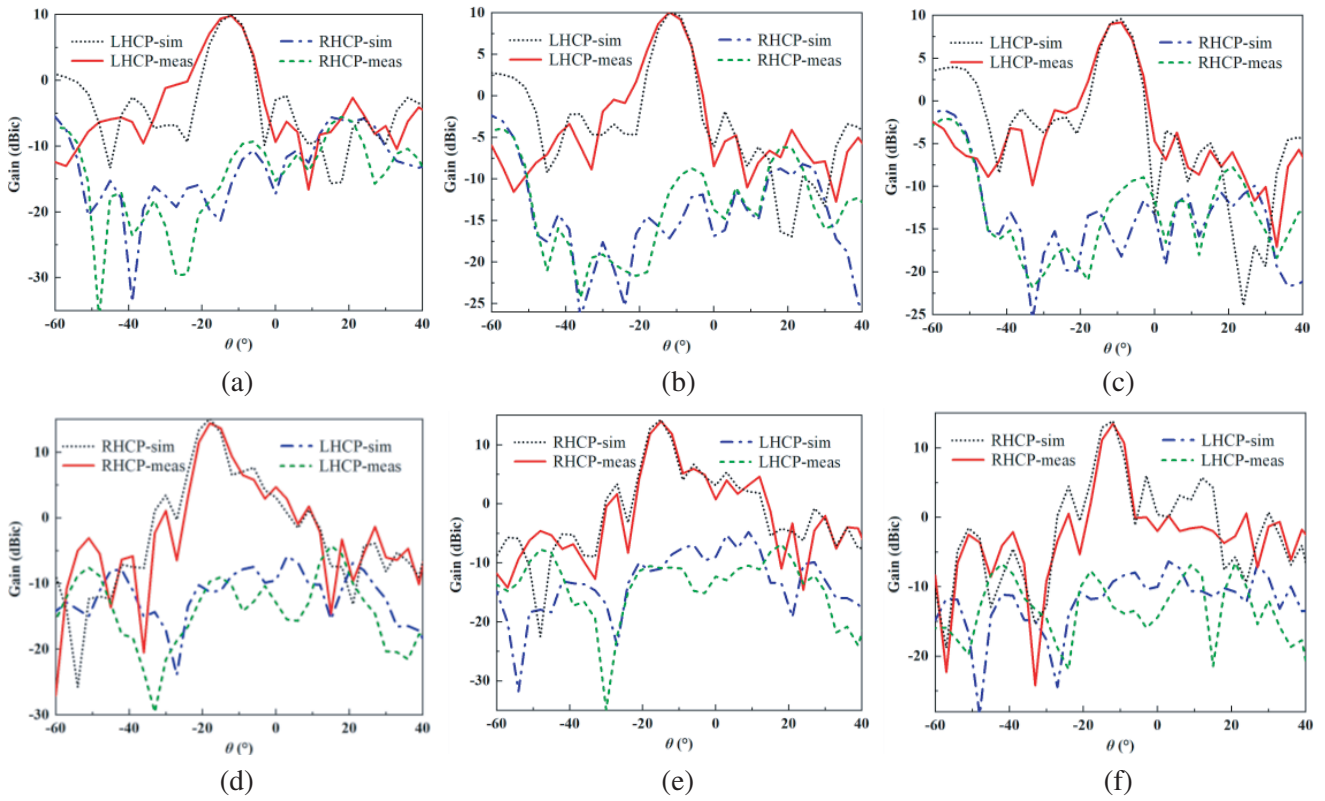 10
0
-10
-20
-30
Gain (dBic)
LHCP-sim RHCP-sim
LHCP-meas RHCP-meas
-60 -40 -20 0 20 40
θ (°)
(a)
10
5
0
-5
-10
-15
-20
-25
Gain (dBic)
LHCP-sim RHCP-sim
LHCP-meas RHCP-meas
-60 -40 -20 0 20 40
θ (°)
(b)
10
5
0
-5
-10
-15
-20
-25
Gain (dBic)
LHCP-sim RHCP-sim
LHCP-meas RHCP-meas
-60 -40 -20 0 20 40
θ (°)
(c)
10
0
-10
-20
-30
Gain (dBic)
RHCP-sim LHCP-sim
RHCP-meas LHCP-meas
-60 -40 -20 0 20 40
θ (°)
(d)
10
0
-10
-20
-30
Gain (dBic)
RHCP-sim LHCP-sim
RHCP-meas LHCP-meas
-60 -40 -20 0 20 40
θ (°)
(e)
10
0
-10
-20
Gain (dBic)
RHCP-sim LHCP-sim
RHCP-meas LHCP-meas
-60 -40 -20 0 20 40
θ (°)
(f)